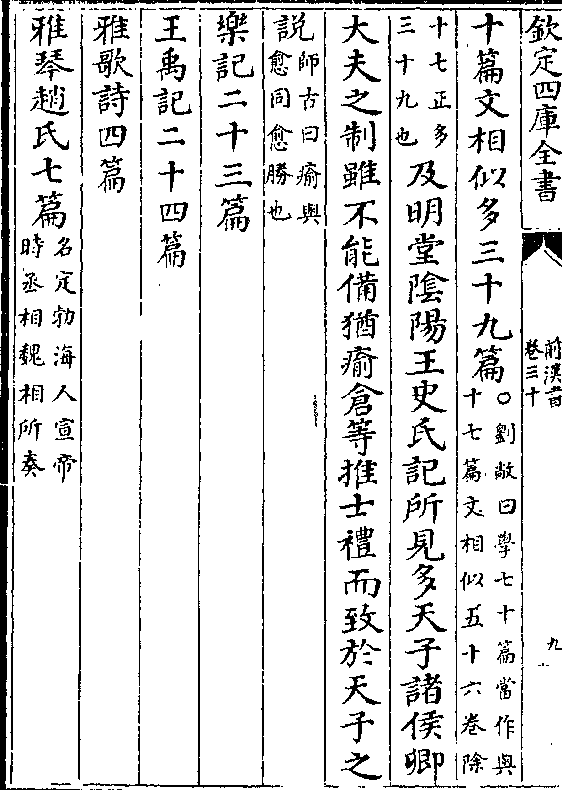 欽定四庫全書
前漢書
卷三十
九
十篇文相似多三十九篇○劉敞曰學七十篇當作與
十七篇文相似五十六卷除
十七正多
三十九也及明堂隂陽王史氏記所見多天子諸侯卿
大夫之制雖不能備猶瘉倉等推士禮而致於天子之
説師古曰瘉與
愈同愈勝也
樂記二十三篇
王禹記二十四篇
雅歌詩四篇
雅琴趙氏七篇名定勃海人宣帝
時丞相魏相所奏